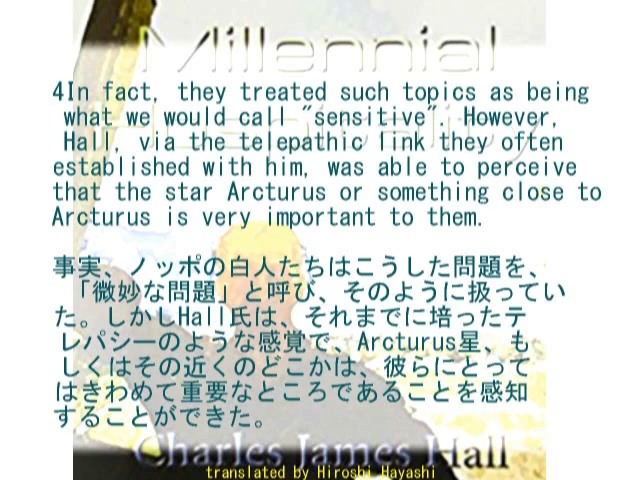 Millennial
Hospitality
4In fact, they treated such topics as being
what we would call "sensitive". However,
Hall, via the telepathic link they often
established with him, was able to perceive
that the star Arcturus or something close to
Arcturus is very important to them.
事実、ノッポの白人たちはこうした問題を、
「微妙な問題」と呼び、そのように扱ってい
た。しかしHall氏は、それまでに培ったテ
レパシーのような感覚で、Arcturus星、も
しくはその近くのどこかは、彼らにとって
はきわめて重要なところであることを感知
することができた。
Charles James Hall
translated by Hiroshi Hayashi